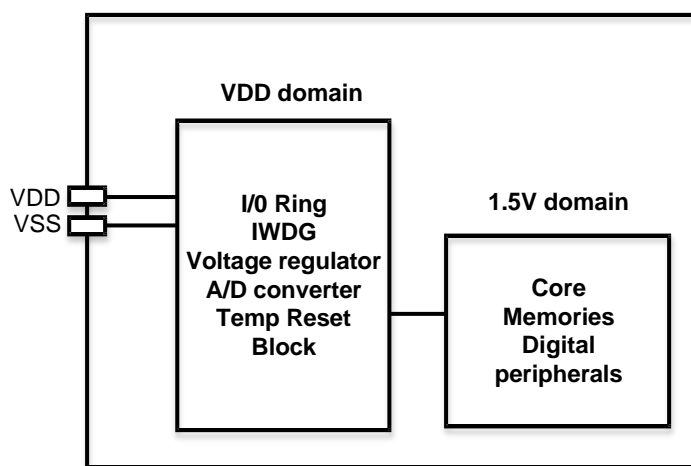 VDD domain
VDD
VSS
I/0 Ring
IWDG
Voltage regulator
A/D converter
Temp Reset
Block
1.5V domain
Core
Memories
Digital
peripherals